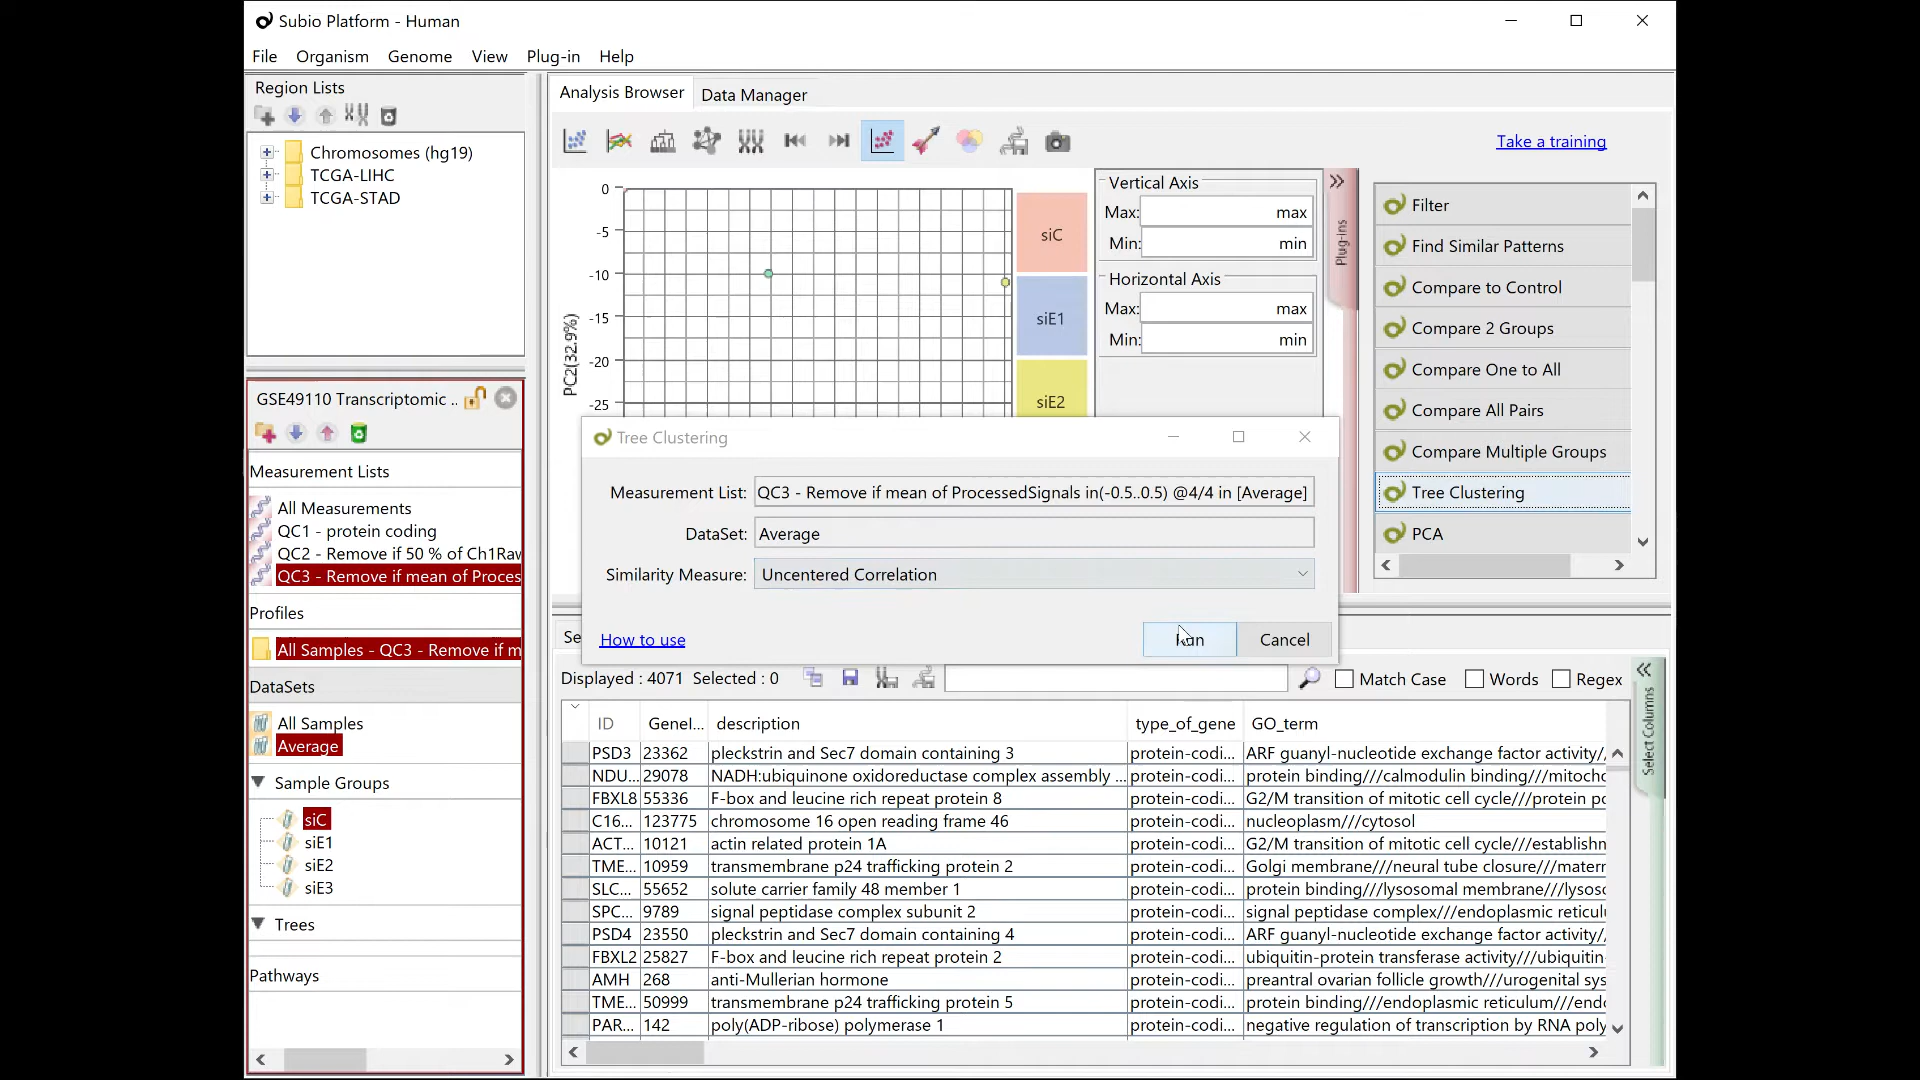 Subio Platform - Human
File Organism Genome View Plug-in Help
Region Lists
Chromosomes (hg19)
TCGA-LIHC
TCGA-STAD
GSE49110 Transcriptomic ..
Measurement Lists
All Measurements
QC1 - protein coding
QC2 - Remove if 50 % of Ch1Raw
QC3 - Remove if mean of Proces
Profiles
All Samples - QC3 - Remove if m
DataSets
All Samples
Average
Sample Groups
siC
siE1
siE2
siE3
Trees
Pathways
Analysis Browser Data Manager
Take a training
0
-5
-10
-15
-20
-25
PC2(32.9%)
siC
siE1
siE2
Vertical Axis
Max: max
Min: min
Horizontal Axis
Max: max
Min: min
Plug-ins
Filter
Find Similar Patterns
Compare to Control
Compare 2 Groups
Compare One to All
Compare All Pairs
Compare Multiple Groups
Tree Clustering
PCA
Tree Clustering
Measurement List: QC3 - Remove if mean of ProcessedSignals in(-0.5..0.5) @4/4 in [Average]
DataSet: Average
Similarity Measure: Uncentered Correlation
How to use Run Cancel
Se
Displayed : 4071 Selected : 0 Match Case Words Regex
Select Columns
ID GeneI... description type_of_gene GO_term
PSD3 23362 pleckstrin and Sec7 domain containing 3 protein-codi... ARF guanyl-nucleotide exchange factor activity/
NDU... 29078 NADH:ubiquinone oxidoreductase complex assembly ... protein-codi... protein binding///calmodulin binding///mitocho
FBXL8 55336 F-box and leucine rich repeat protein 8 protein-codi... G2/M transition of mitotic cell cycle///protein po
C16... 123775 chromosome 16 open reading frame 46 protein-codi... nucleoplasm///cytosol
ACT... 10121 actin related protein 1A protein-codi... G2/M transition of mitotic cell cycle///establishn
TME... 10959 transmembrane p24 trafficking protein 2 protein-codi... Golgi membrane///neural tube closure///matern
SLC... 55652 solute carrier family 48 member 1 protein-codi... protein binding///lysosomal membrane///lysoso
SPC... 9789 signal peptidase complex subunit 2 protein-codi... signal peptidase complex///endoplasmic reticulu
PSD4 23550 pleckstrin and Sec7 domain containing 4 protein-codi... ARF guanyl-nucleotide exchange factor activity/
FBXL2 25827 F-box and leucine rich repeat protein 2 protein-codi... ubiquitin-protein transferase activity///ubiquitin-
AMH 268 anti-Mullerian hormone protein-codi... preantral ovarian follicle growth///urogenital sys
TME... 50999 transmembrane p24 trafficking protein 5 protein-codi... protein binding///endoplasmic reticulum///endo
PAR... 142 poly(ADP-ribose) polymerase 1 protein-codi... negative regulation of transcription by RNA poly